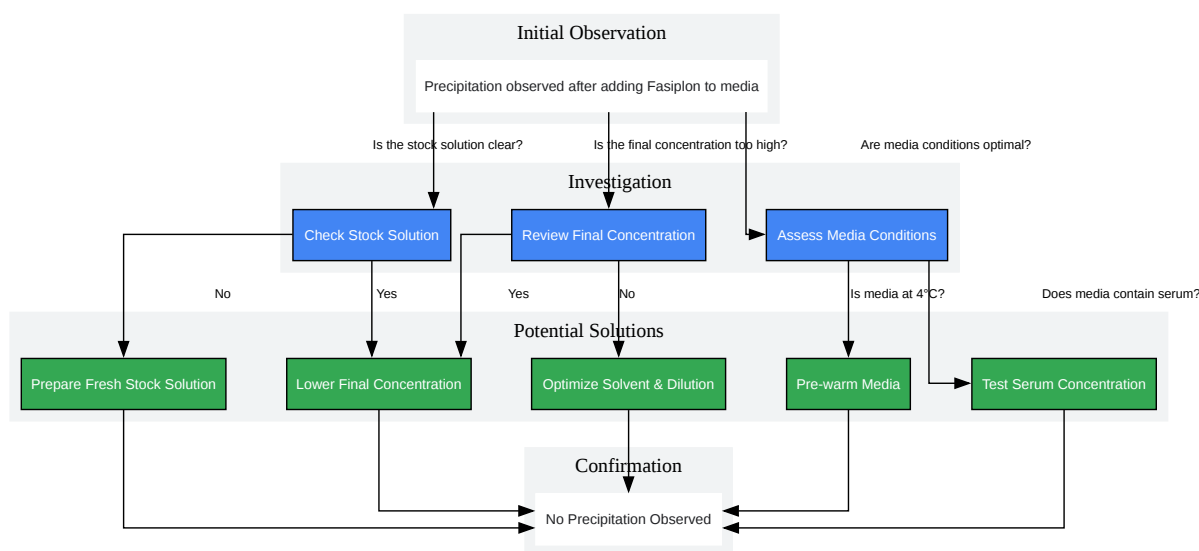 Initial Observation
Precipitation observed after adding Fasiplon to media
Is the stock solution clear?
Is the final concentration too high?
Are media conditions optimal?
Investigation
Check Stock Solution
Review Final Concentration
Assess Media Conditions
No
Yes
Yes
No
Is media at 4°C?
Does media contain serum?
Potential Solutions
Prepare Fresh Stock Solution
Lower Final Concentration
Optimize Solvent & Dilution
Pre-warm Media
Test Serum Concentration
Confirmation
No Precipitation Observed